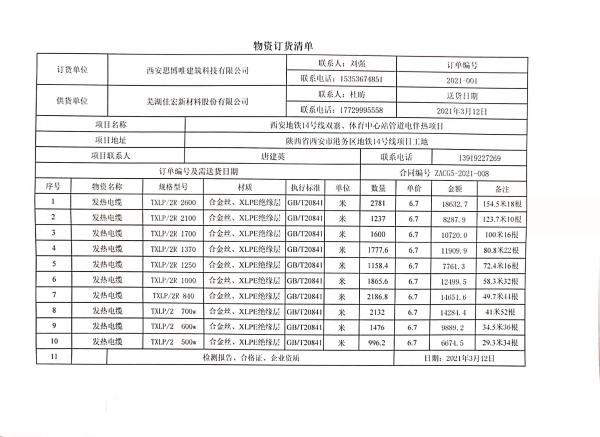 物资订货清单
订货单位 西安思博唯建筑科技有限公司 联系人：刘强 订单编号
联系电话：15353674851 2021-001
供货单位 芜湖佳宏新材料股份有限公司 联系人：杜昉 送货日期
联系电话：17729995558 2021年3月12日
项目名称 西安地铁14号线双寨、体育中心站管道电伴热项目
项目地址 陕西省西安市港务区地铁14号线项目工地
项目联系人 唐建英 联系电话 13919227269
订单编号及需送货日期 合同编号 ZACG5-2021-008
序号 物资名称 规格型号 材质 执行标准 单位 数量 单价 金额 备注
1 发热电缆 TXLP/2R 2600 合金丝、XLPE绝缘层 GB/T20841 米 2781 6.7 18632.7 154.5米18根
2 发热电缆 TXLP/2R 2100 合金丝、XLPE绝缘层 GB/T20841 米 1237 6.7 8287.9 123.7米10根
3 发热电缆 TXLP/2R 1700 合金丝、XLPE绝缘层 GB/T20841 米 1600 6.7 10720.0 100米16根
4 发热电缆 TXLP/2R 1370 合金丝、XLPE绝缘层 GB/T20841 米 1777.6 6.7 11909.9 80.8米22根
5 发热电缆 TXLP/2R 1250 合金丝、XLPE绝缘层 GB/T20841 米 1158.4 6.7 7761.3 72.4米16根
6 发热电缆 TXLP/2R 1000 合金丝、XLPE绝缘层 GB/T20841 米 1865.6 6.7 12499.5 58.3米32根
7 发热电缆 TXLP/2R 840 合金丝、XLPE绝缘层 GB/T20841 米 2186.8 6.7 14651.6 49.7米44根
8 发热电缆 TXLP/2 700w 合金丝、XLPE绝缘层 GB/T20841 米 2132 6.7 14284.4 41米52根
9 发热电缆 TXLP/2 600w 合金丝、XLPE绝缘层 GB/T20841 米 1476 6.7 9889.2 34.5米36根
10 发热电缆 TXLP/2 500w 合金丝、XLPE绝缘层 GB/T20841 米 996.2 6.7 6674.5 29.3米34根
11 检测报告、合格证、企业资质 日期：2021年3月12日